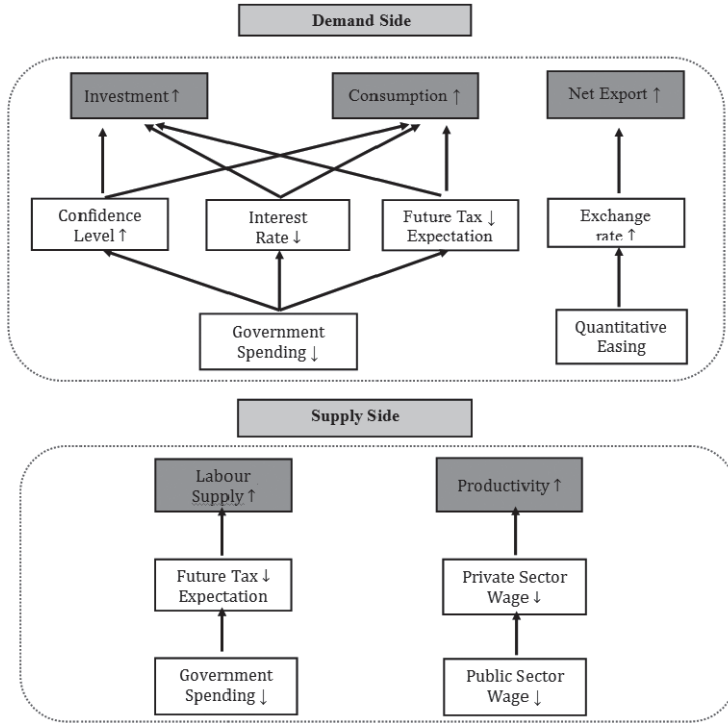 Demand Side
Investment ↑
Consumption ↑
Net Export ↑
Confidence
Level ↑
Interest
Rate ↓
Future Tax ↓
Expectation
Exchange
rate ↑
Government
Spending ↓
Quantitative
Easing
Supply Side
Labour
Supply ↑
Productivity ↑
Future Tax ↓
Expectation
Private Sector
Wage ↓
Government
Spending ↓
Public Sector
Wage ↓